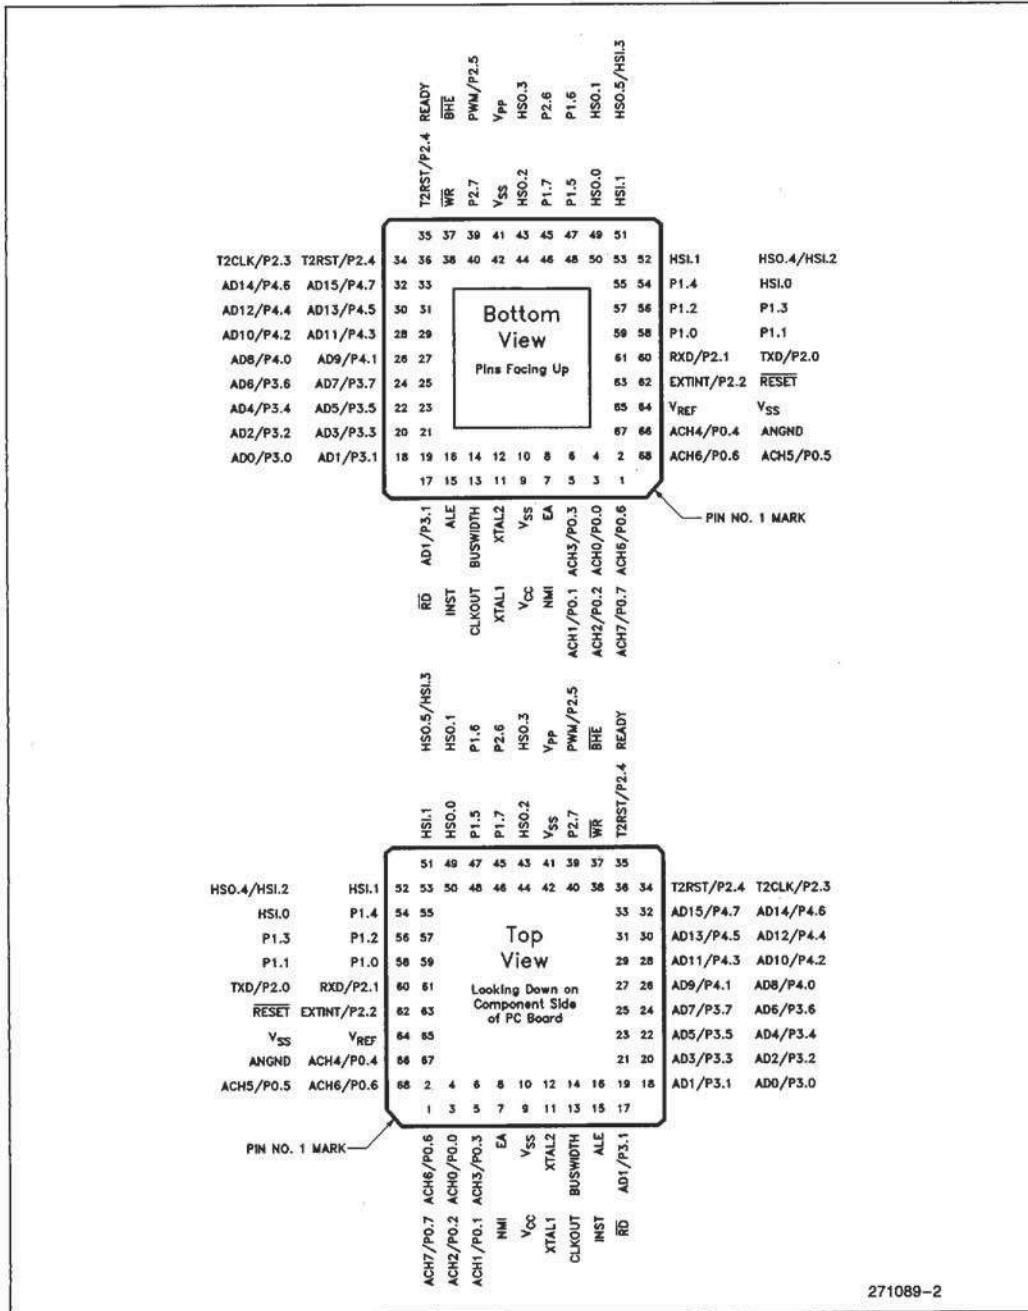 READY
B̅H̅E̅
PWM/P2.5
VPP
HSO.3
P2.6
P1.6
HSO.1
HSO.5/HSI.3
T2RST/P2.4
W̅R̅
P2.7
VSS
HSO.2
P1.7
P1.5
HSO.0
HSI.1
35 37 39 41 43 45 47 49 51
T2CLK/P2.3 T2RST/P2.4 34 36 38 40 42 44 46 48 50 53 52 HSI.1 HSO.4/HSI.2
AD14/P4.6 AD15/P4.7 32 33 55 54 P1.4 HSI.0
AD12/P4.4 AD13/P4.5 30 31 57 56 P1.2 P1.3
AD10/P4.2 AD11/P4.3 28 29 59 58 P1.0 P1.1
AD8/P4.0 AD9/P4.1 26 27 61 60 RXD/P2.1 TXD/P2.0
AD6/P3.6 AD7/P3.7 24 25 63 62 EXTINT/P2.2 R̅E̅S̅E̅T̅
AD4/P3.4 AD5/P3.5 22 23 65 64 VREF VSS
AD2/P3.2 AD3/P3.3 20 21 67 66 ACH4/P0.4 ANGND
AD0/P3.0 AD1/P3.1 18 19 16 14 12 10 8 6 4 2 68 ACH6/P0.6 ACH5/P0.5
17 15 13 11 9 7 5 3 1
Bottom
View
Pins Facing Up
PIN NO. 1 MARK
AD1/P3.1
ALE
BUSWIDTH
XTAL2
VSS
EA
ACH3/P0.3
ACH0/P0.0
ACH6/P0.6
R̅D̅
INST
CLKOUT
XTAL1
VCC
NMI
ACH1/P0.1
ACH2/P0.2
ACH7/P0.7
HSO.5/HSI.3
HSO.1
P1.6
P2.6
HSO.3
VPP
PWM/P2.5
B̅H̅E̅
READY
HSI.1
HSO.0
P1.5
P1.7
HSO.2
VSS
P2.7
W̅R̅
T2RST/P2.4
51 49 47 45 43 41 39 37 35
HSO.4/HSI.2 HSI.1 52 53 50 48 46 44 42 40 38 36 34 T2RST/P2.4 T2CLK/P2.3
HSI.0 P1.4 54 55 33 32 AD15/P4.7 AD14/P4.6
P1.3 P1.2 56 57 31 30 AD13/P4.5 AD12/P4.4
P1.1 P1.0 58 59 29 28 AD11/P4.3 AD10/P4.2
TXD/P2.0 RXD/P2.1 60 61 27 26 AD9/P4.1 AD8/P4.0
R̅E̅S̅E̅T̅ EXTINT/P2.2 62 63 25 24 AD7/P3.7 AD6/P3.6
VSS VREF 64 65 23 22 AD5/P3.5 AD4/P3.4
ANGND ACH4/P0.4 66 67 21 20 AD3/P3.3 AD2/P3.2
ACH5/P0.5 ACH6/P0.6 68 2 4 6 8 10 12 14 16 19 18 AD1/P3.1 AD0/P3.0
1 3 5 7 9 11 13 15 17
Top
View
Looking Down on
Component Side
of PC Board
PIN NO. 1 MARK
ACH6/P0.6
ACH0/P0.0
ACH3/P0.3
EA
VSS
XTAL2
BUSWIDTH
ALE
AD1/P3.1
ACH7/P0.7
ACH2/P0.2
ACH1/P0.1
NMI
VCC
XTAL1
CLKOUT
INST
R̅D̅
271089-2